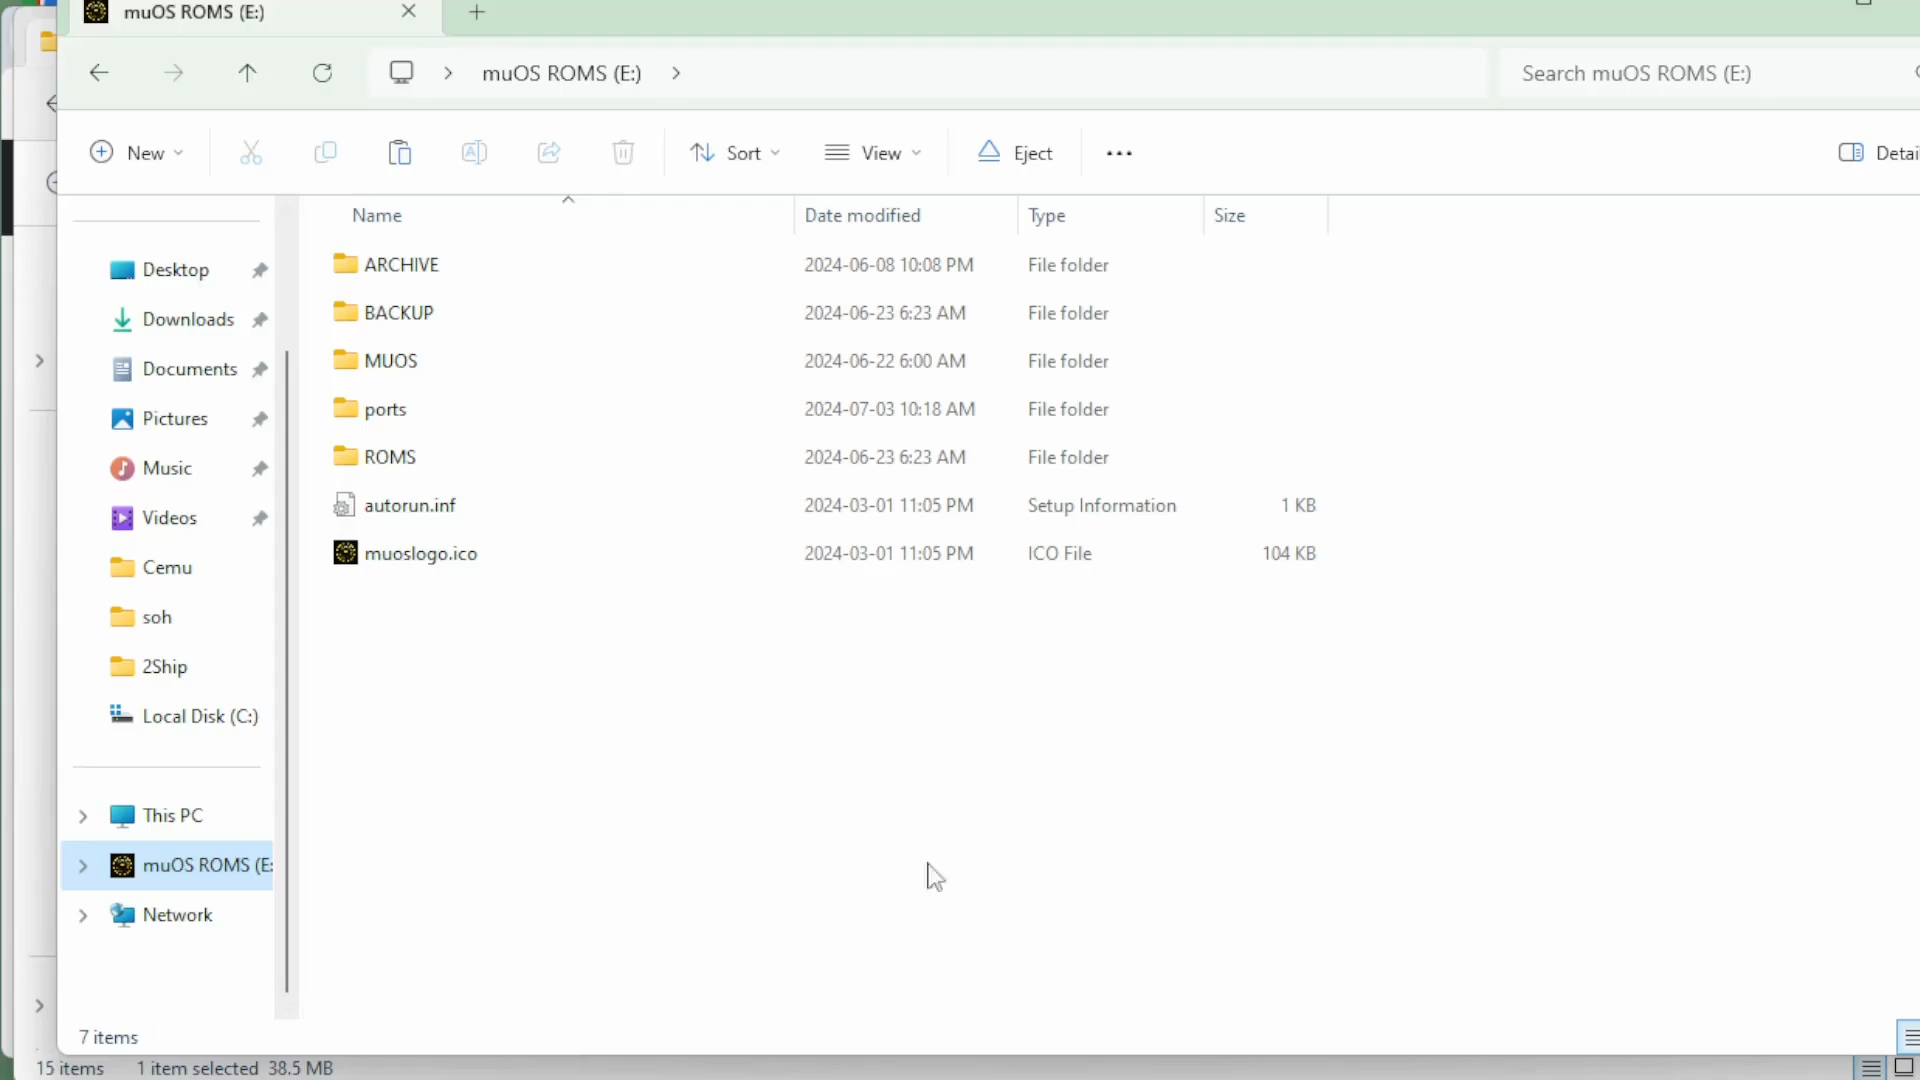 muOS ROMS (E:)
muOS ROMS (E:)
Search muOS ROMS (E:)
New
Sort
View
Eject
Detai
Name
Date modified
Type
Size
Desktop
Downloads
Documents
Pictures
Music
Videos
Cemu
soh
2Ship
Local Disk (C:)
This PC
muOS ROMS (E:
Network
ARCHIVE 2024-06-08 10:08 PM File folder
BACKUP 2024-06-23 6:23 AM File folder
MUOS 2024-06-22 6:00 AM File folder
ports 2024-07-03 10:18 AM File folder
ROMS 2024-06-23 6:23 AM File folder
autorun.inf 2024-03-01 11:05 PM Setup Information 1 KB
muoslogo.ico 2024-03-01 11:05 PM ICO File 104 KB
7 items
15 items 1 item selected 38.5 MB